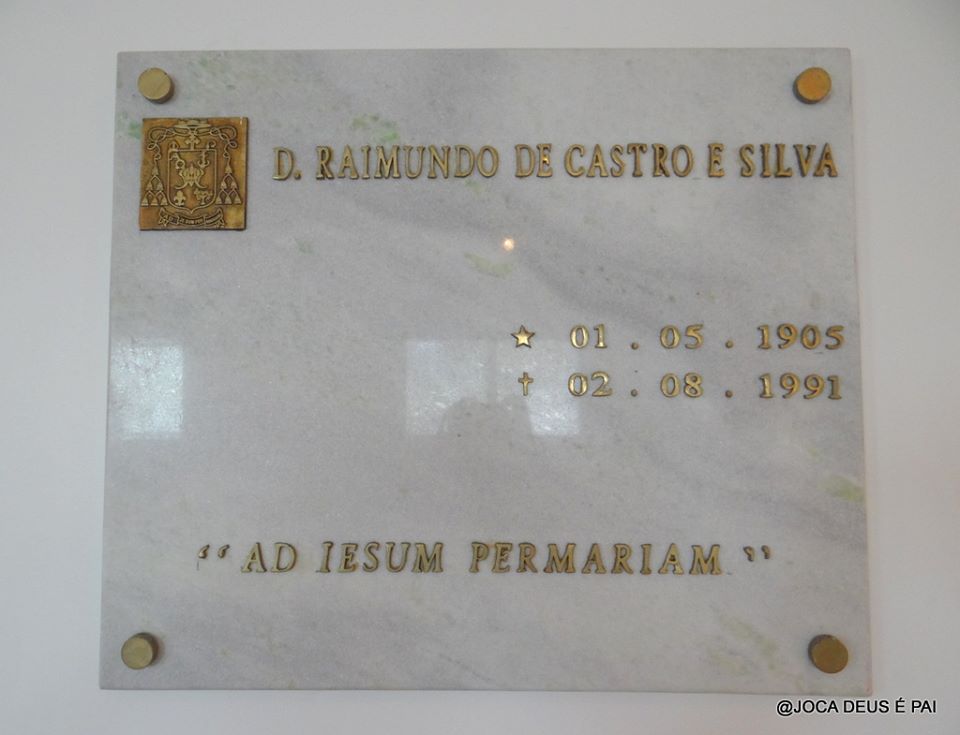 D. RAIMUNDO DE CASTRO E SILVA
★ 01 . 05 . 1905
✝ 02 . 08 . 1991
“AD IESUM PERMARIAM”
@JOCA DEUS É PAI